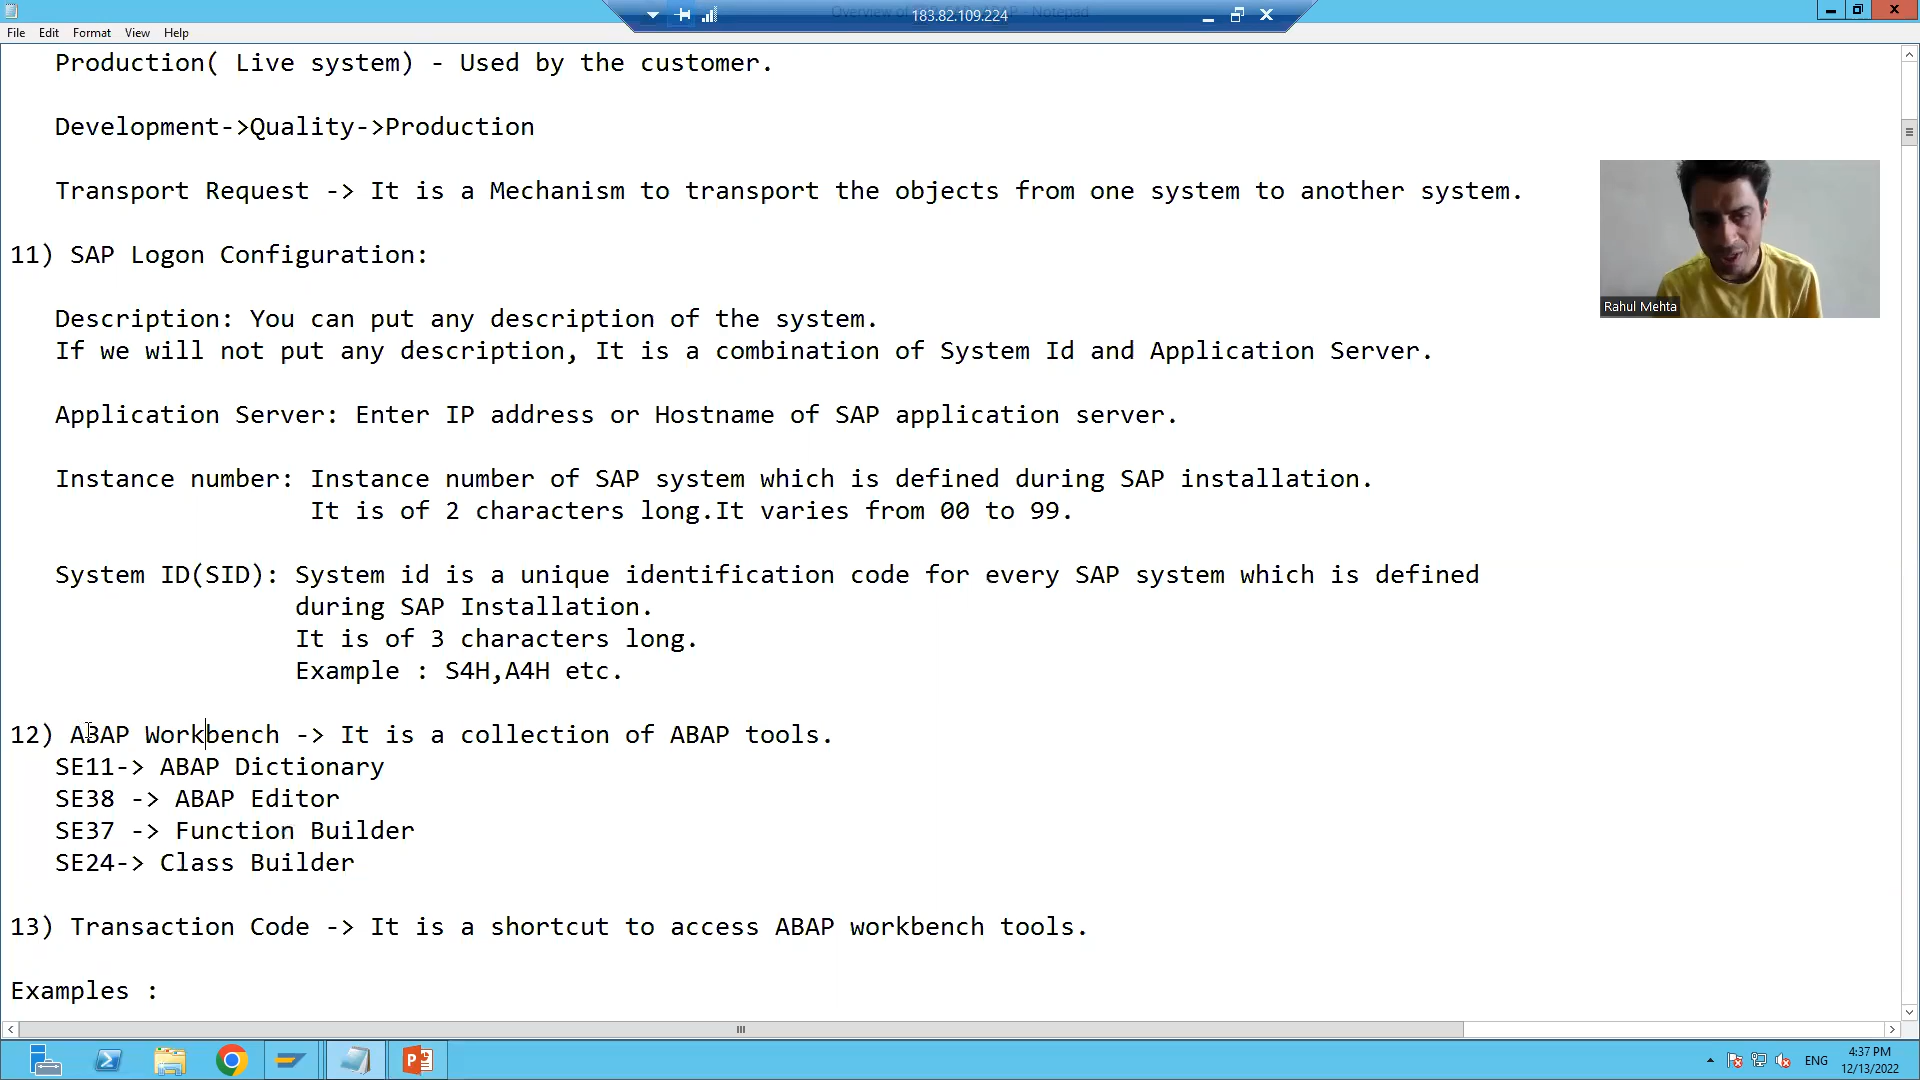 Overview of - Notepad
183.82.109.224
File Edit Format View Help
Production( Live system) - Used by the customer.
Development->Quality->Production
Transport Request -> It is a Mechanism to transport the objects from one system to another system.
11) SAP Logon Configuration:
Description: You can put any description of the system.
If we will not put any description, It is a combination of System Id and Application Server.
Application Server: Enter IP address or Hostname of SAP application server.
Instance number: Instance number of SAP system which is defined during SAP installation.
It is of 2 characters long.It varies from 00 to 99.
System ID(SID): System id is a unique identification code for every SAP system which is defined
during SAP Installation.
It is of 3 characters long.
Example : S4H,A4H etc.
12) ABAP Workbench -> It is a collection of ABAP tools.
SE11-> ABAP Dictionary
SE38 -> ABAP Editor
SE37 -> Function Builder
SE24-> Class Builder
13) Transaction Code -> It is a shortcut to access ABAP workbench tools.
Examples :
Rahul Mehta
ENG
4:37 PM
12/13/2022